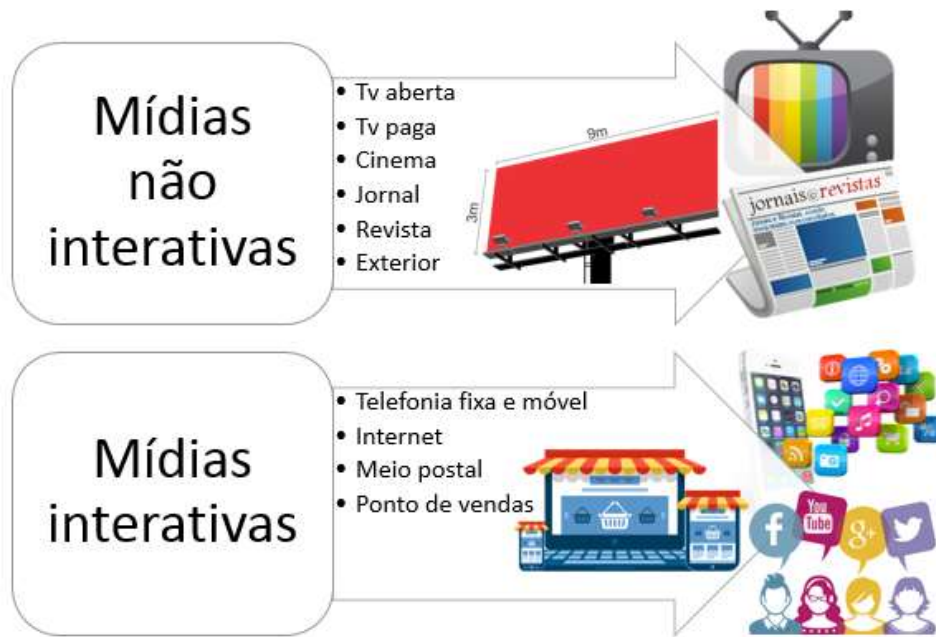 Mídias
não
interativas
• Tv aberta
• Tv paga
• Cinema
• Jornal
• Revista
• Exterior
9m
3m
jornais e revistas
Mídias
interativas
• Telefonia fixa e móvel
• Internet
• Meio postal
• Ponto de vendas
f
You
Tube
g+